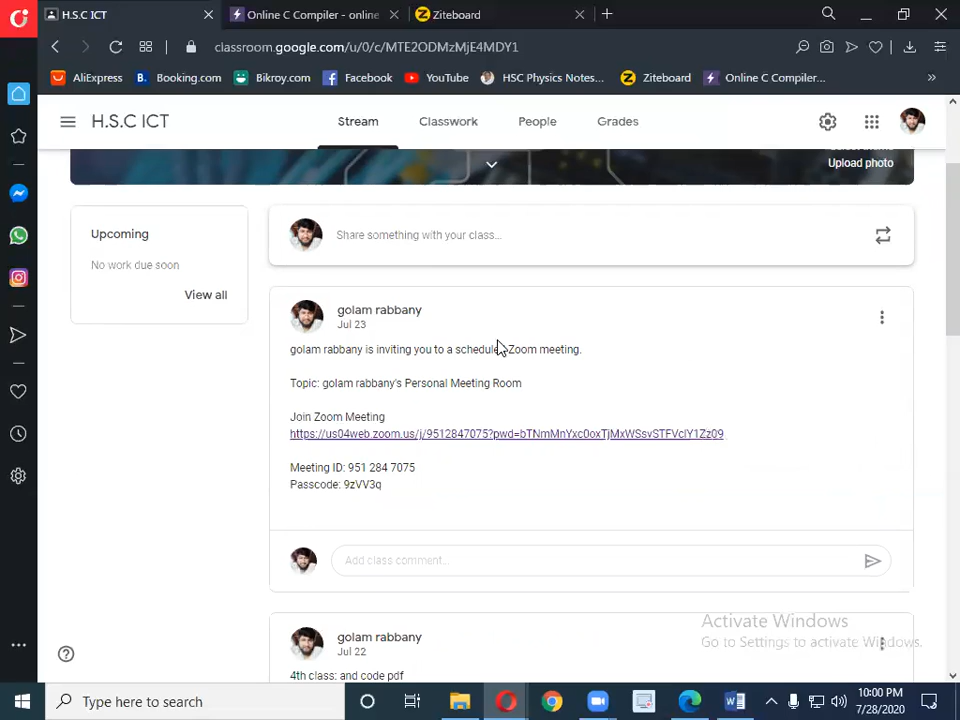 H.S.C ICT
Online C Compiler - online
Ziteboard
classroom.google.com/u/0/c/MTE2ODMzMjE4MDY1
AliExpress
Booking.com
Bikroy.com
Facebook
YouTube
HSC Physics Notes...
Ziteboard
Online C Compiler...
H.S.C ICT
Stream
Classwork
People
Grades
Upload photo
Upcoming
No work due soon
View all
Share something with your class...
golam rabbany
Jul 23
golam rabbany is inviting you to a scheduled Zoom meeting.
Topic: golam rabbany's Personal Meeting Room
Join Zoom Meeting
https://us04web.zoom.us/j/9512847075?pwd=bTNmMnYxc0oxTjMxWSsvSTFVclY1Zz09
Meeting ID: 951 284 7075
Passcode: 9zVV3q
Add class comment...
golam rabbany
Jul 22
4th class: and code pdf
Activate Windows
Go to Settings to activate Windows.
Type here to search
10:00 PM
7/28/2020